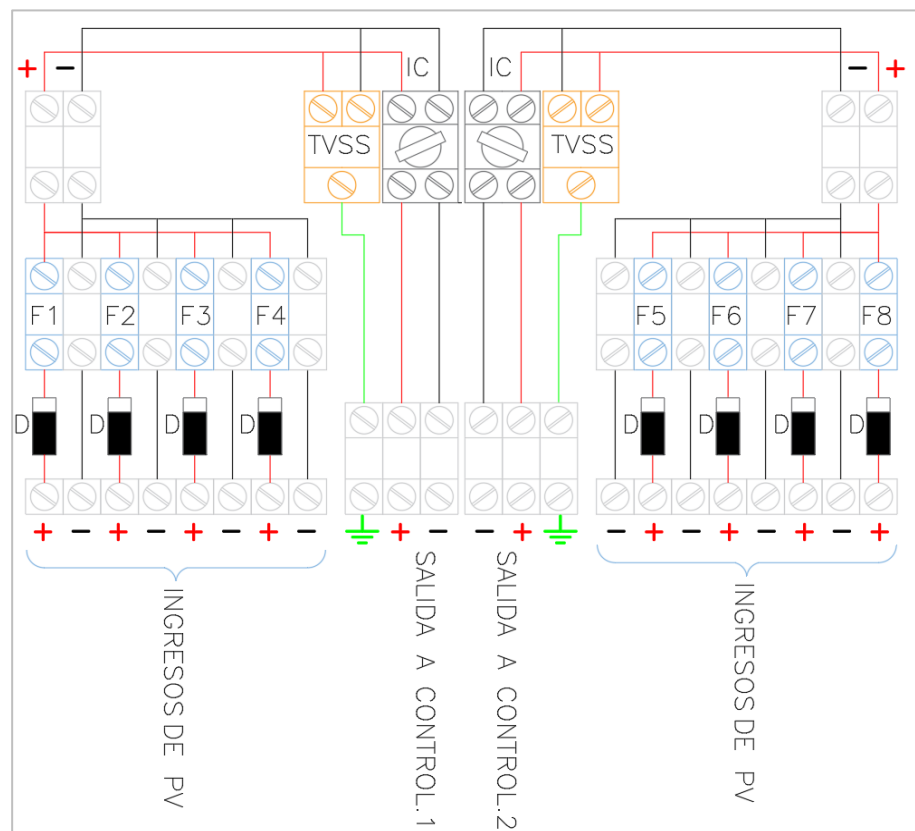 + − IC IC − +
TVSS TVSS
F1 F2 F3 F4 F5 F6 F7 F8
D D D D D D D D
+ − + − + − + − + − − + − + − + − + − +
INGRESOS DE PV
SALIDA A CONTROL.1
SALIDA A CONTROL.2
INGRESOS DE PV